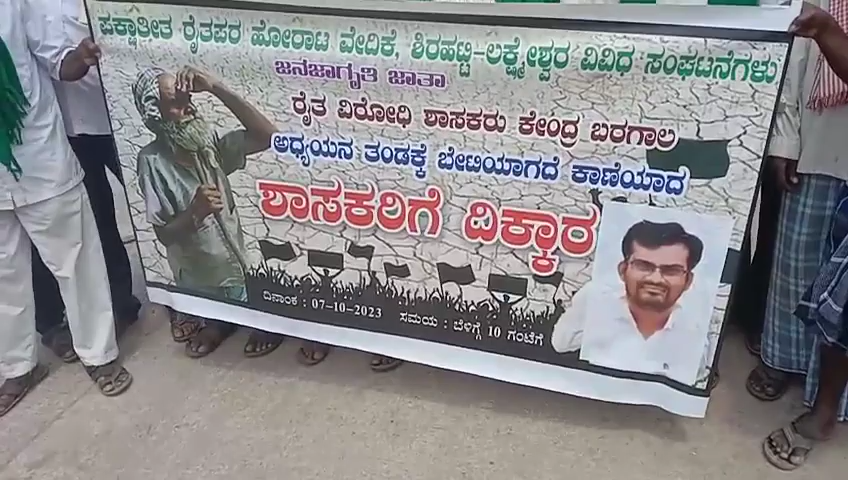 ಪಕ್ಷಾತೀತ ರೈತಪರ ಹೋರಾಟ ವೇದಿಕೆ, ಶಿರಹಟ್ಟಿ-ಲಕ್ಷ್ಮೇಶ್ವರ ವಿವಿಧ ಸಂಘಟನೆಗಳು
ಜನಜಾಗೃತಿ ಜಾತಾ
ರೈತ ವಿರೋಧಿ ಶಾಸಕರು ಕೇಂದ್ರ ಬರಗಾಲ
ಅಧ್ಯಯನ ತಂಡಕ್ಕೆ ಬೇಟಿಯಾಗದೆ ಕಾಣೆಯಾದ
ಶಾಸಕರಿಗೆ ದಿಕ್ಕಾರ
ದಿನಾಂಕ : 07-10-2023 ಸಮಯ : ಬೆಳಿಗ್ಗೆ 10 ಗಂಟೆಗೆ